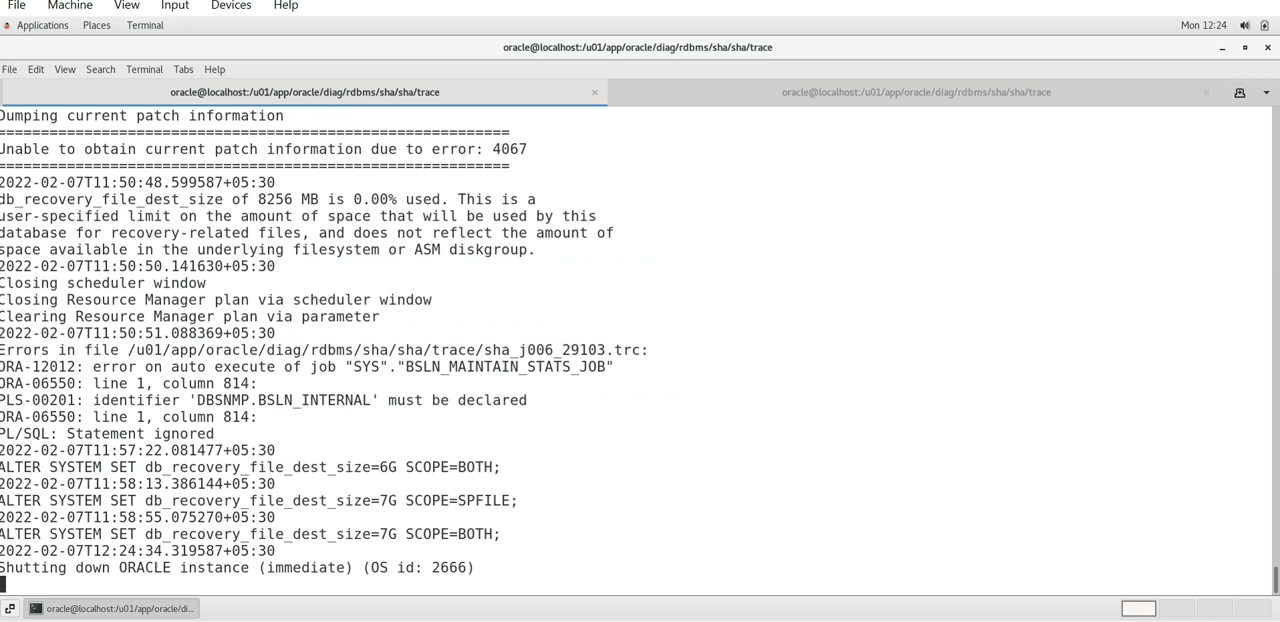 File Machine View Input Devices Help
Applications Places Terminal Mon 12:24
oracle@localhost:/u01/app/oracle/diag/rdbms/sha/sha/trace
File Edit View Search Terminal Tabs Help
oracle@localhost:/u01/app/oracle/diag/rdbms/sha/sha/trace oracle@localhost:/u01/app/oracle/diag/rdbms/sha/sha/trace
Dumping current patch information
===========================================================
Unable to obtain current patch information due to error: 4067
===========================================================
2022-02-07T11:50:48.599587+05:30
db_recovery_file_dest_size of 8256 MB is 0.00% used. This is a
user-specified limit on the amount of space that will be used by this
database for recovery-related files, and does not reflect the amount of
space available in the underlying filesystem or ASM diskgroup.
2022-02-07T11:50:50.141630+05:30
Closing scheduler window
Closing Resource Manager plan via scheduler window
Clearing Resource Manager plan via parameter
2022-02-07T11:50:51.088369+05:30
Errors in file /u01/app/oracle/diag/rdbms/sha/sha/trace/sha_j006_29103.trc:
ORA-12012: error on auto execute of job "SYS"."BSLN_MAINTAIN_STATS_JOB"
ORA-06550: line 1, column 814:
PLS-00201: identifier 'DBSNMP.BSLN_INTERNAL' must be declared
ORA-06550: line 1, column 814:
PL/SQL: Statement ignored
2022-02-07T11:57:22.081477+05:30
ALTER SYSTEM SET db_recovery_file_dest_size=6G SCOPE=BOTH;
2022-02-07T11:58:13.386144+05:30
ALTER SYSTEM SET db_recovery_file_dest_size=7G SCOPE=SPFILE;
2022-02-07T11:58:55.075270+05:30
ALTER SYSTEM SET db_recovery_file_dest_size=7G SCOPE=BOTH;
2022-02-07T12:24:34.319587+05:30
Shutting down ORACLE instance (immediate) (OS id: 2666)
oracle@localhost:/u01/app/oracle/di...